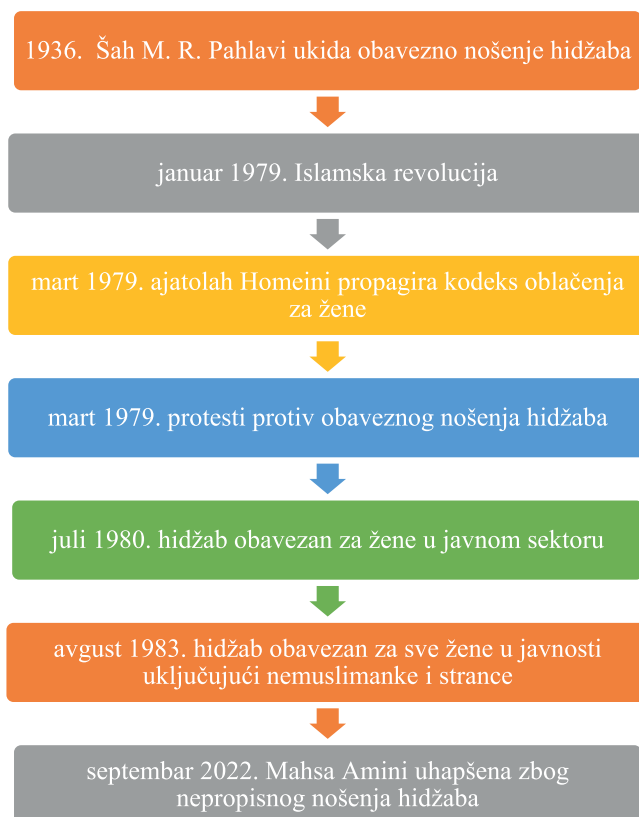 1936. Šah M. R. Pahlavi ukida obavezno nošenje hidžaba
januar 1979. Islamska revolucija
mart 1979. ajatolah Homeini propagira kodeks oblačenja
za žene
mart 1979. protesti protiv obaveznog nošenja hidžaba
juli 1980. hidžab obavezan za žene u javnom sektoru
avgust 1983. hidžab obavezan za sve žene u javnosti
uključujući nemuslimanke i strance
septembar 2022. Mahsa Amini uhapšena zbog
nepropisnog nošenja hidžaba